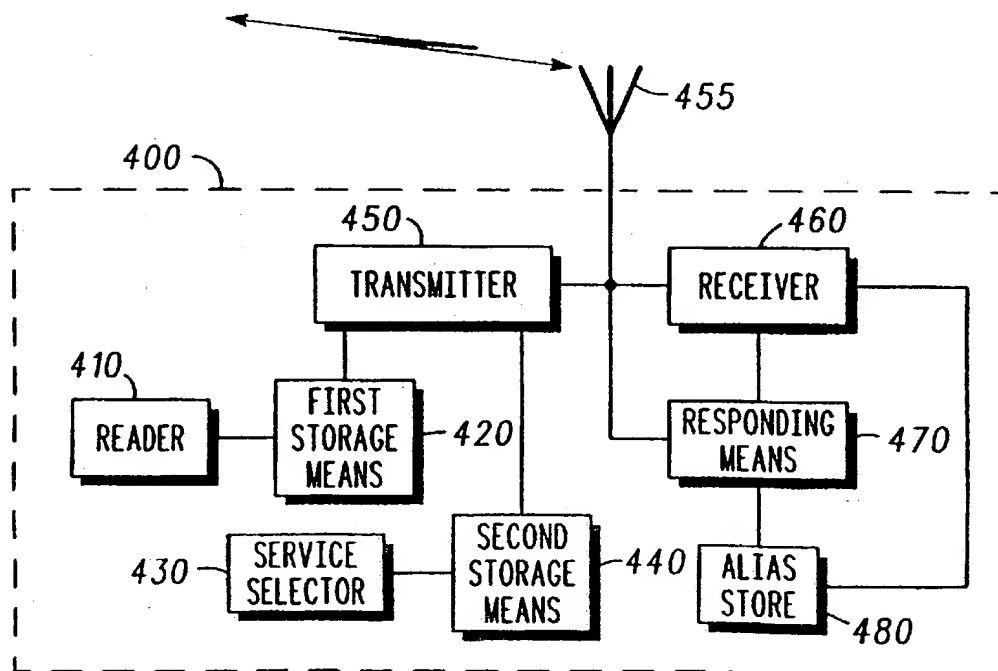 455
400
450
TRANSMITTER
460
RECEIVER
410
READER
FIRST
STORAGE
MEANS
420
RESPONDING
MEANS
470
430
SERVICE
SELECTOR
SECOND
STORAGE
MEANS
440
ALIAS
STORE
480